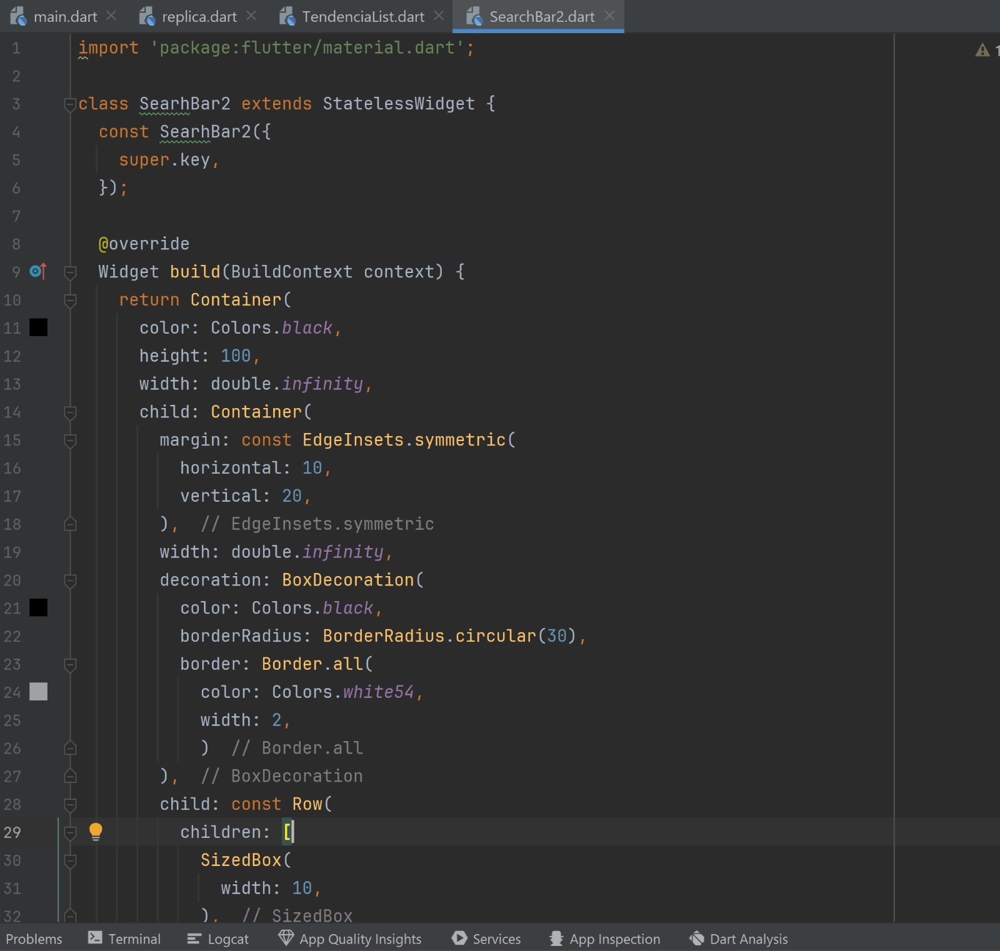 main.dart replica.dart TendenciaList.dart SearchBar2.dart
1 import 'package:flutter/material.dart';
2
3 class SearhBar2 extends StatelessWidget {
4 const SearhBar2({
5 super.key,
6 });
7
8 @override
9 Widget build(BuildContext context) {
10 return Container(
11 color: Colors.black,
12 height: 100,
13 width: double.infinity,
14 child: Container(
15 margin: const EdgeInsets.symmetric(
16 horizontal: 10,
17 vertical: 20,
18 ), // EdgeInsets.symmetric
19 width: double.infinity,
20 decoration: BoxDecoration(
21 color: Colors.black,
22 borderRadius: BorderRadius.circular(30),
23 border: Border.all(
24 color: Colors.white54,
25 width: 2,
26 ) // Border.all
27 ), // BoxDecoration
28 child: const Row(
29 children: [
30 SizedBox(
31 width: 10,
32 ), // SizedBox
Problems Terminal Logcat App Quality Insights Services App Inspection Dart Analysis